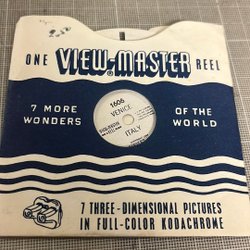 ONE VIEW-MASTER REEL
7 MORE WONDERS
OF THE WORLD
1606
VENICE
ITALY
7 THREE-DIMENSIONAL PICTURES
IN FULL-COLOR KODACHROME